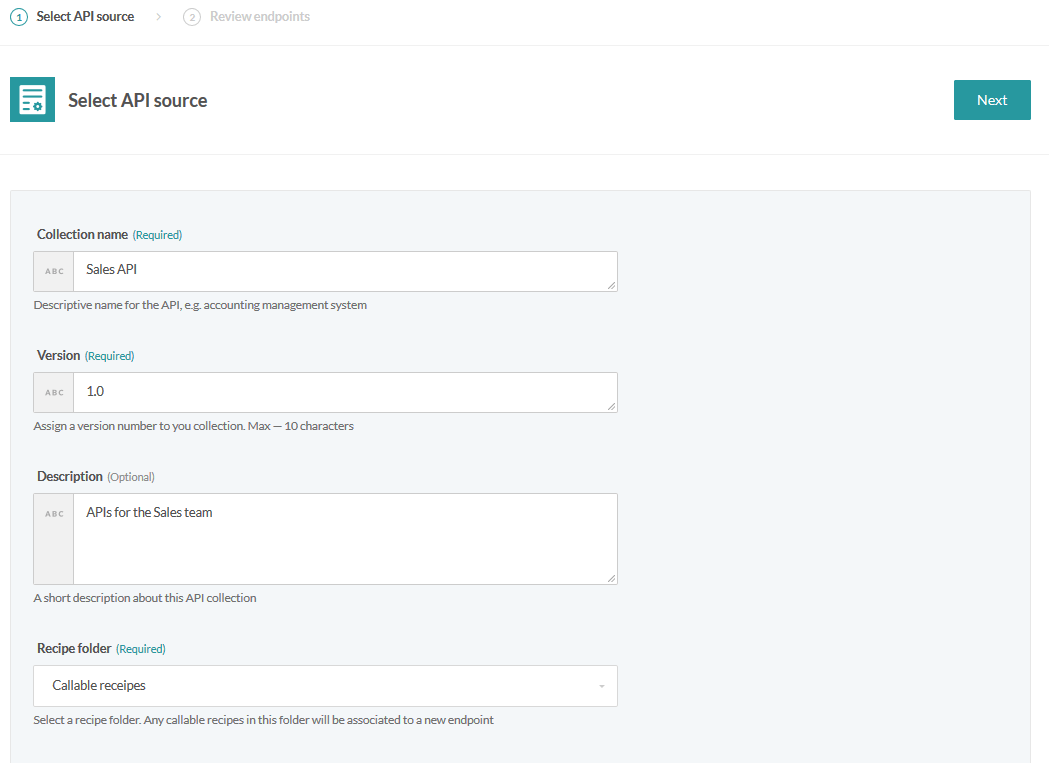 1 Select API source > 2 Review endpoints
Select API source
Next
Collection name (Required)
ABC Sales API
Descriptive name for the API, e.g. accounting management system
Version (Required)
ABC 1.0
Assign a version number to you collection. Max — 10 characters
Description (Optional)
ABC APIs for the Sales team
A short description about this API collection
Recipe folder (Required)
Callable receipes
Select a recipe folder. Any callable recipes in this folder will be associated to a new endpoint